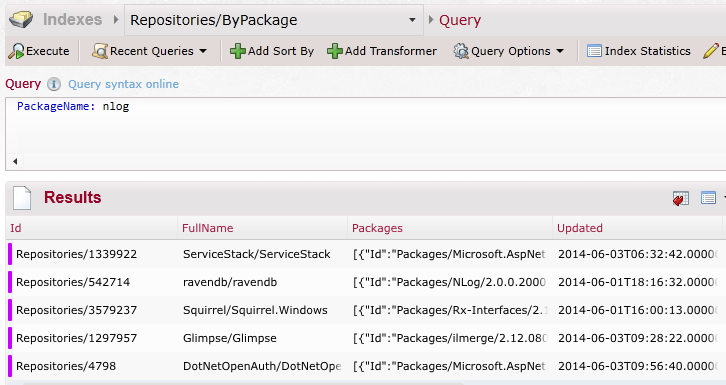 Indexes Repositories/ByPackage Query
Execute Recent Queries Add Sort By Add Transformer Query Options Index Statistics
Query Query syntax online
PackageName: nlog
Results
Id FullName Packages Updated
Repositories/1339922 ServiceStack/ServiceStack [{"Id":"Packages/Microsoft.AspNet 2014-06-03T06:32:42.0000
Repositories/542714 ravendb/ravendb [{"Id":"Packages/NLog/2.0.0.2000 2014-06-01T18:16:32.0000
Repositories/3579237 Squirrel/Squirrel.Windows [{"Id":"Packages/Rx-Interfaces/2.1 2014-06-01T16:00:13.0000
Repositories/1297957 Glimpse/Glimpse [{"Id":"Packages/ilmerge/2.12.080 2014-06-03T09:28:22.0000
Repositories/4798 DotNetOpenAuth/DotNetOpe [{"Id":"Packages/Microsoft.AspNet 2014-06-03T09:56:40.0000